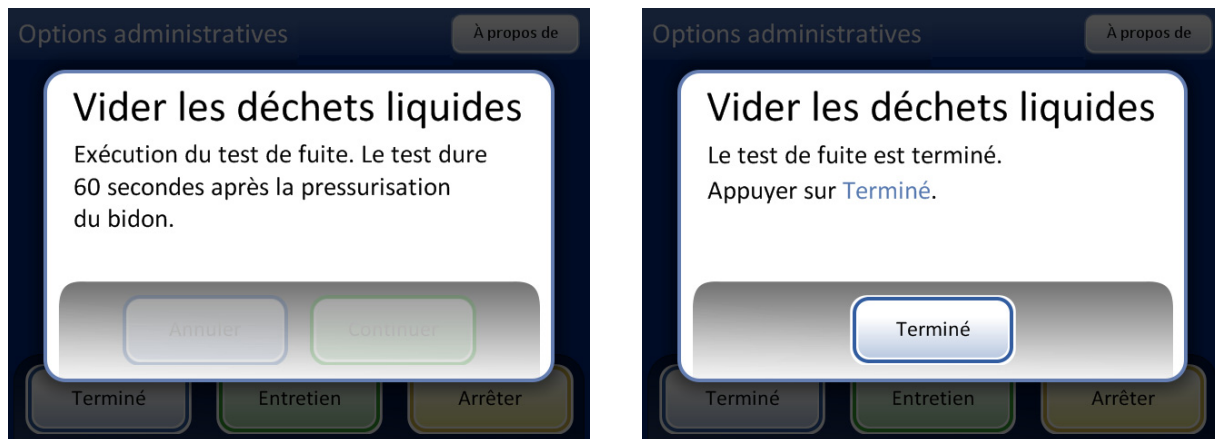 Options administratives
À propos de
Vider les déchets liquides
Exécution du test de fuite. Le test dure
60 secondes après la pressurisation
du bidon.
Annuler
Continuer
Terminé
Entretien
Arrêter
Options administratives
À propos de
Vider les déchets liquides
Le test de fuite est terminé.
Appuyer sur Terminé.
Terminé
Terminé
Entretien
Arrêter